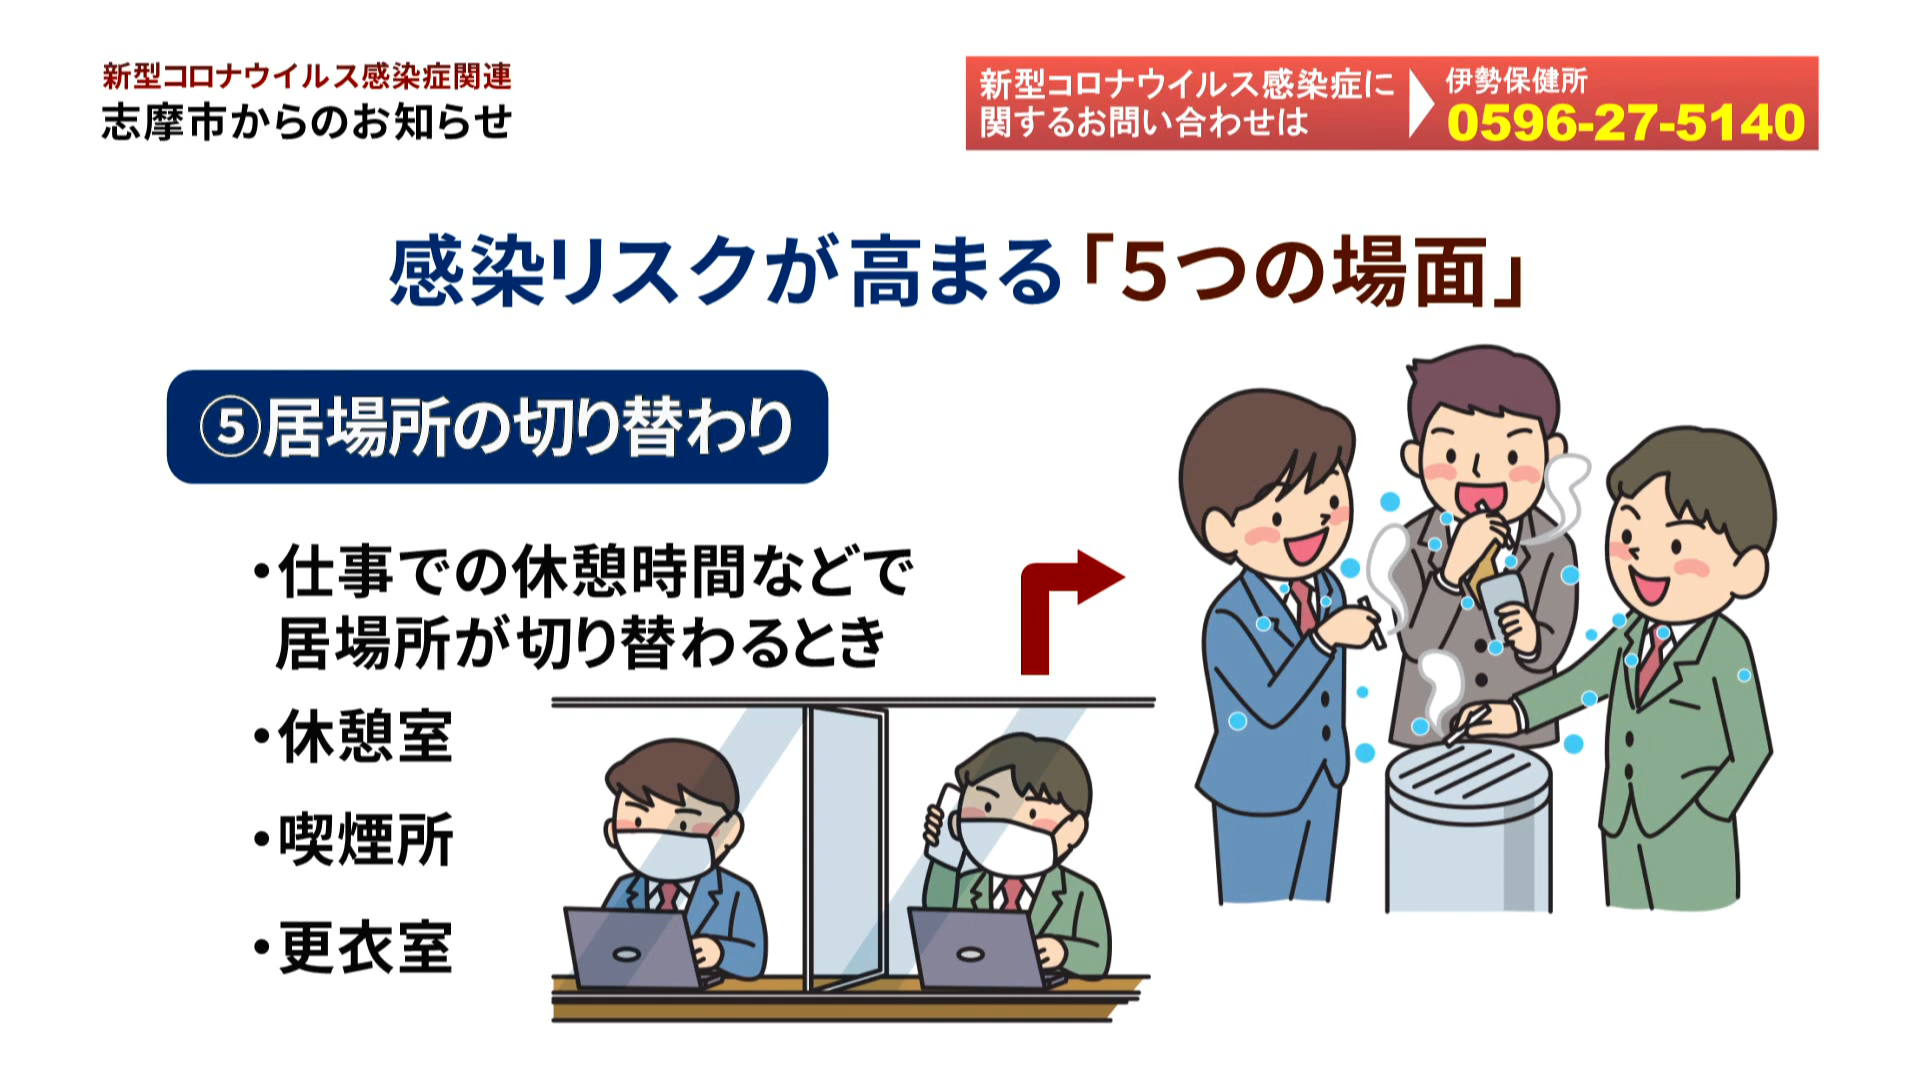 新型コロナウイルス感染症関連
志摩市からのお知らせ
新型コロナウイルス感染症に
関するお問い合わせは
伊勢保健所
0596-27-5140
感染リスクが高まる「5つの場面」
⑤居場所の切り替わり
・仕事での休憩時間などで
居場所が切り替わるとき
・休憩室
・喫煙所
・更衣室